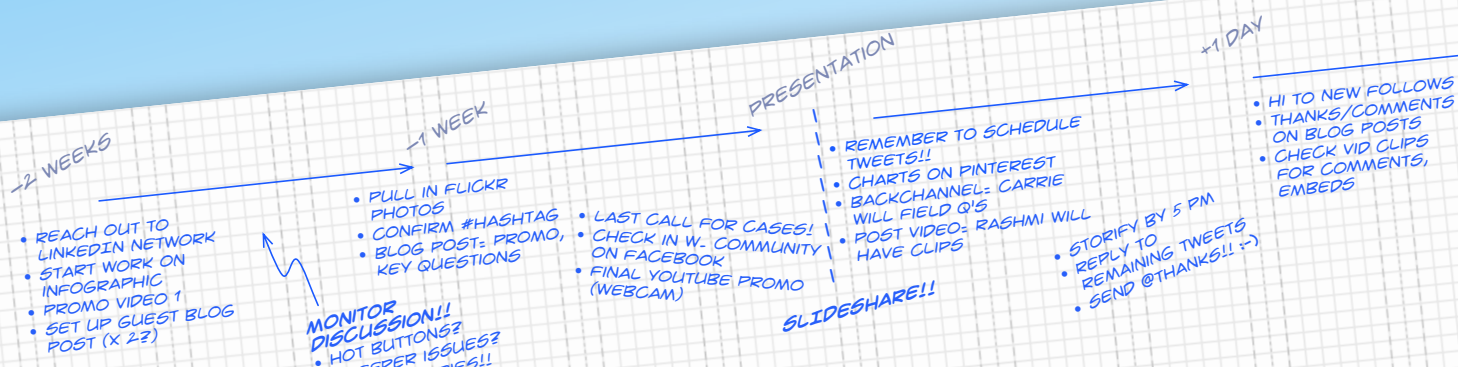 -2 WEEKS
• REACH OUT TO
LINKEDIN NETWORK
• START WORK ON
INFOGRAPHIC
• PROMO VIDEO 1
• SET UP GUEST BLOG
POST (X 2?)
MONITOR
DISCUSSION!!
• HOT BUTTONS?
ISSUES?
-1 WEEK
• PULL IN FLICKR
PHOTOS
• CONFIRM #HASHTAG
• BLOG POST: PROMO,
KEY QUESTIONS
• LAST CALL FOR CASES!
• CHECK IN W- COMMUNITY
ON FACEBOOK
• FINAL YOUTUBE PROMO
(WEBCAM)
PRESENTATION
• REMEMBER TO SCHEDULE
TWEETS!!
• CHARTS ON PINTEREST
• BACKCHANNEL: CARRIE
WILL FIELD Q'S
• POST VIDEO: RASHMI WILL
HAVE CLIPS
SLIDESHARE!!
• STORIFY BY 5 PM
• REPLY TO
REMAINING TWEETS
• SEND @THANKS!! :-)
+1 DAY
• HI TO NEW FOLLOWS
• THANKS/COMMENTS
ON BLOG POSTS
• CHECK VID CLIPS
FOR COMMENTS,
EMBEDS